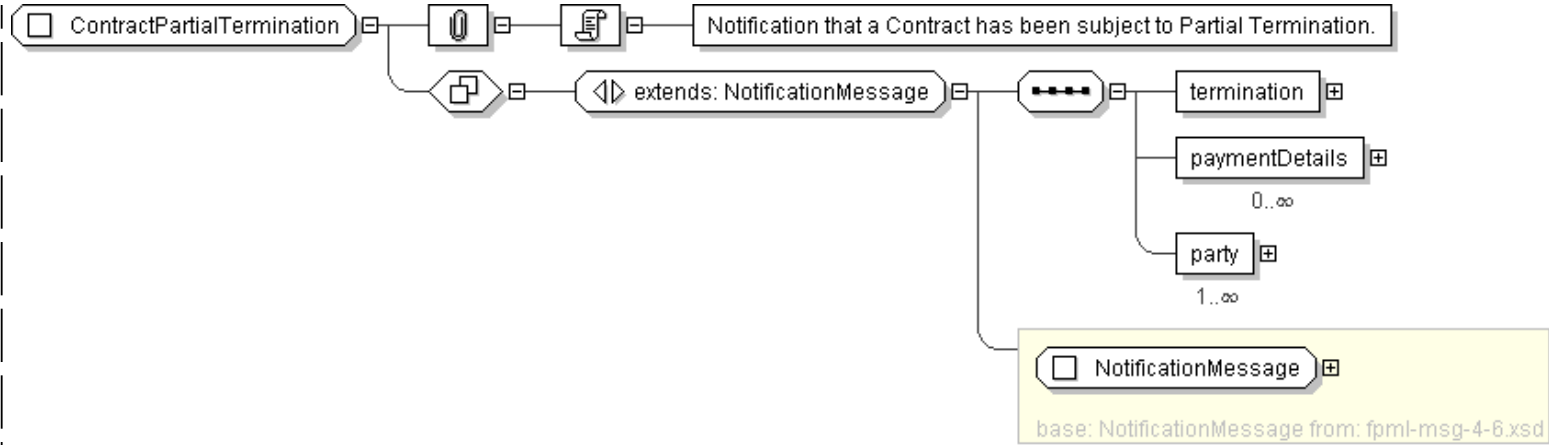 ContractPartialTermination
Notification that a Contract has been subject to Partial Termination.
extends: NotificationMessage
termination
paymentDetails
0..∞
party
1..∞
NotificationMessage
base: NotificationMessage from: fpml-msg-4-6.xsd